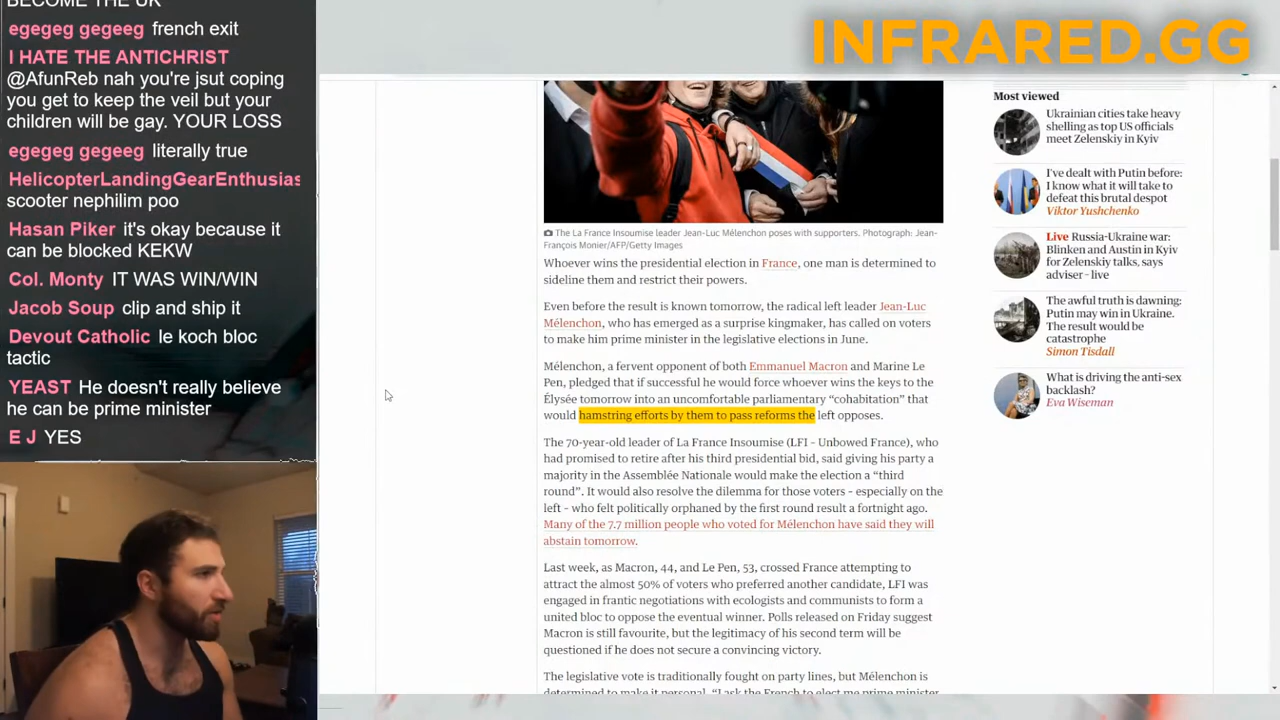 BECOME THE UK
egegeg gegeeg french exit
I HATE THE ANTICHRIST
@AfunReb nah you're jsut coping
you get to keep the veil but your
children will be gay. YOUR LOSS
egegeg gegeeg literally true
HelicopterLandingGearEnthusias
scooter nephilim poo
Hasan Piker it's okay because it
can be blocked KEKW
Col. Monty IT WAS WIN/WIN
Jacob Soup clip and ship it
Devout Catholic le koch bloc
tactic
YEAST He doesn't really believe
he can be prime minister
E J YES
INFRARED.GG
The La France Insoumise leader Jean-Luc Mélenchon poses with supporters. Photograph: Jean-
François Monier/AFP/Getty Images
Whoever wins the presidential election in France, one man is determined to
sideline them and restrict their powers.
Even before the result is known tomorrow, the radical left leader Jean-Luc
Mélenchon, who has emerged as a surprise kingmaker, has called on voters
to make him prime minister in the legislative elections in June.
Mélenchon, a fervent opponent of both Emmanuel Macron and Marine Le
Pen, pledged that if successful he would force whoever wins the keys to the
Élysée tomorrow into an uncomfortable parliamentary “cohabitation” that
would hamstring efforts by them to pass reforms the left opposes.
The 70-year-old leader of La France Insoumise (LFI – Unbowed France), who
had promised to retire after his third presidential bid, said giving his party a
majority in the Assemblée Nationale would make the election a “third
round”. It would also resolve the dilemma for those voters – especially on the
left – who felt politically orphaned by the first round result a fortnight ago.
Many of the 7.7 million people who voted for Mélenchon have said they will
abstain tomorrow.
Last week, as Macron, 44, and Le Pen, 53, crossed France attempting to
attract the almost 50% of voters who preferred another candidate, LFI was
engaged in frantic negotiations with ecologists and communists to form a
united bloc to oppose the eventual winner. Polls released on Friday suggest
Macron is still favourite, but the legitimacy of his second term will be
questioned if he does not secure a convincing victory.
The legislative vote is traditionally fought on party lines, but Mélenchon is
determined to make it personal. “I ask the French to elect me prime minister
Most viewed
Ukrainian cities take heavy
shelling as top US officials
meet Zelenskiy in Kyiv
I've dealt with Putin before:
I know what it will take to
defeat this brutal despot
Viktor Yushchenko
Live Russia-Ukraine war:
Blinken and Austin in Kyiv
for Zelenskiy talks, says
adviser – live
The awful truth is dawning:
Putin may win in Ukraine.
The result would be
catastrophe
Simon Tisdall
What is driving the anti-sex
backlash?
Eva Wiseman